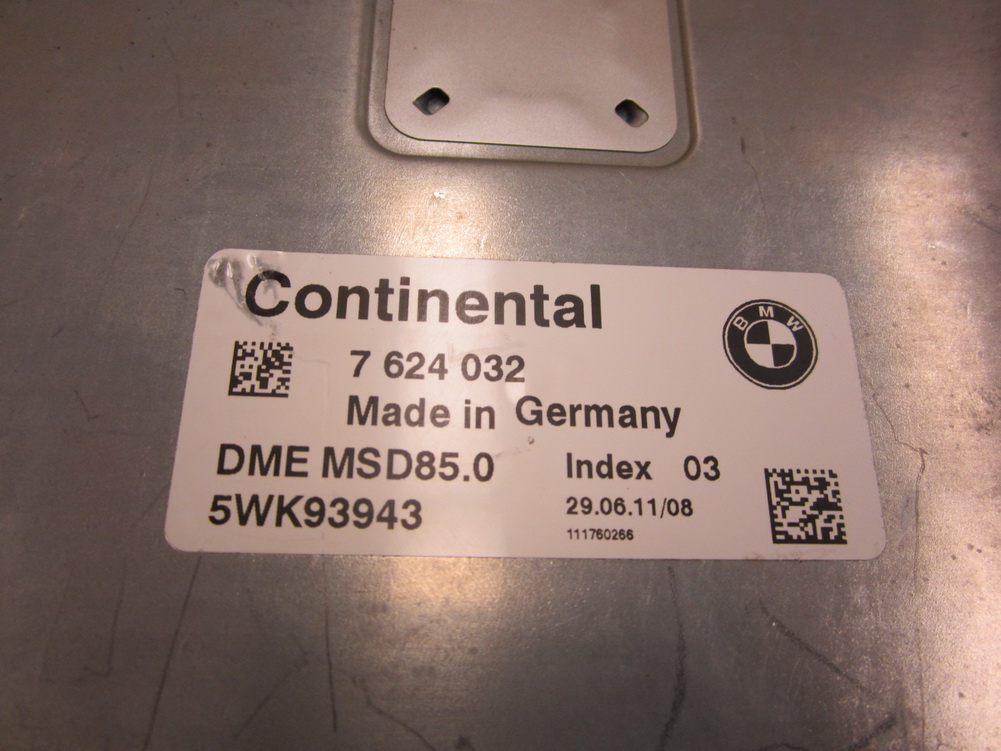 Continental
BMW
7 624 032
Made in Germany
DME MSD85.0 Index 03
5WK93943 29.06.11/08
111760266